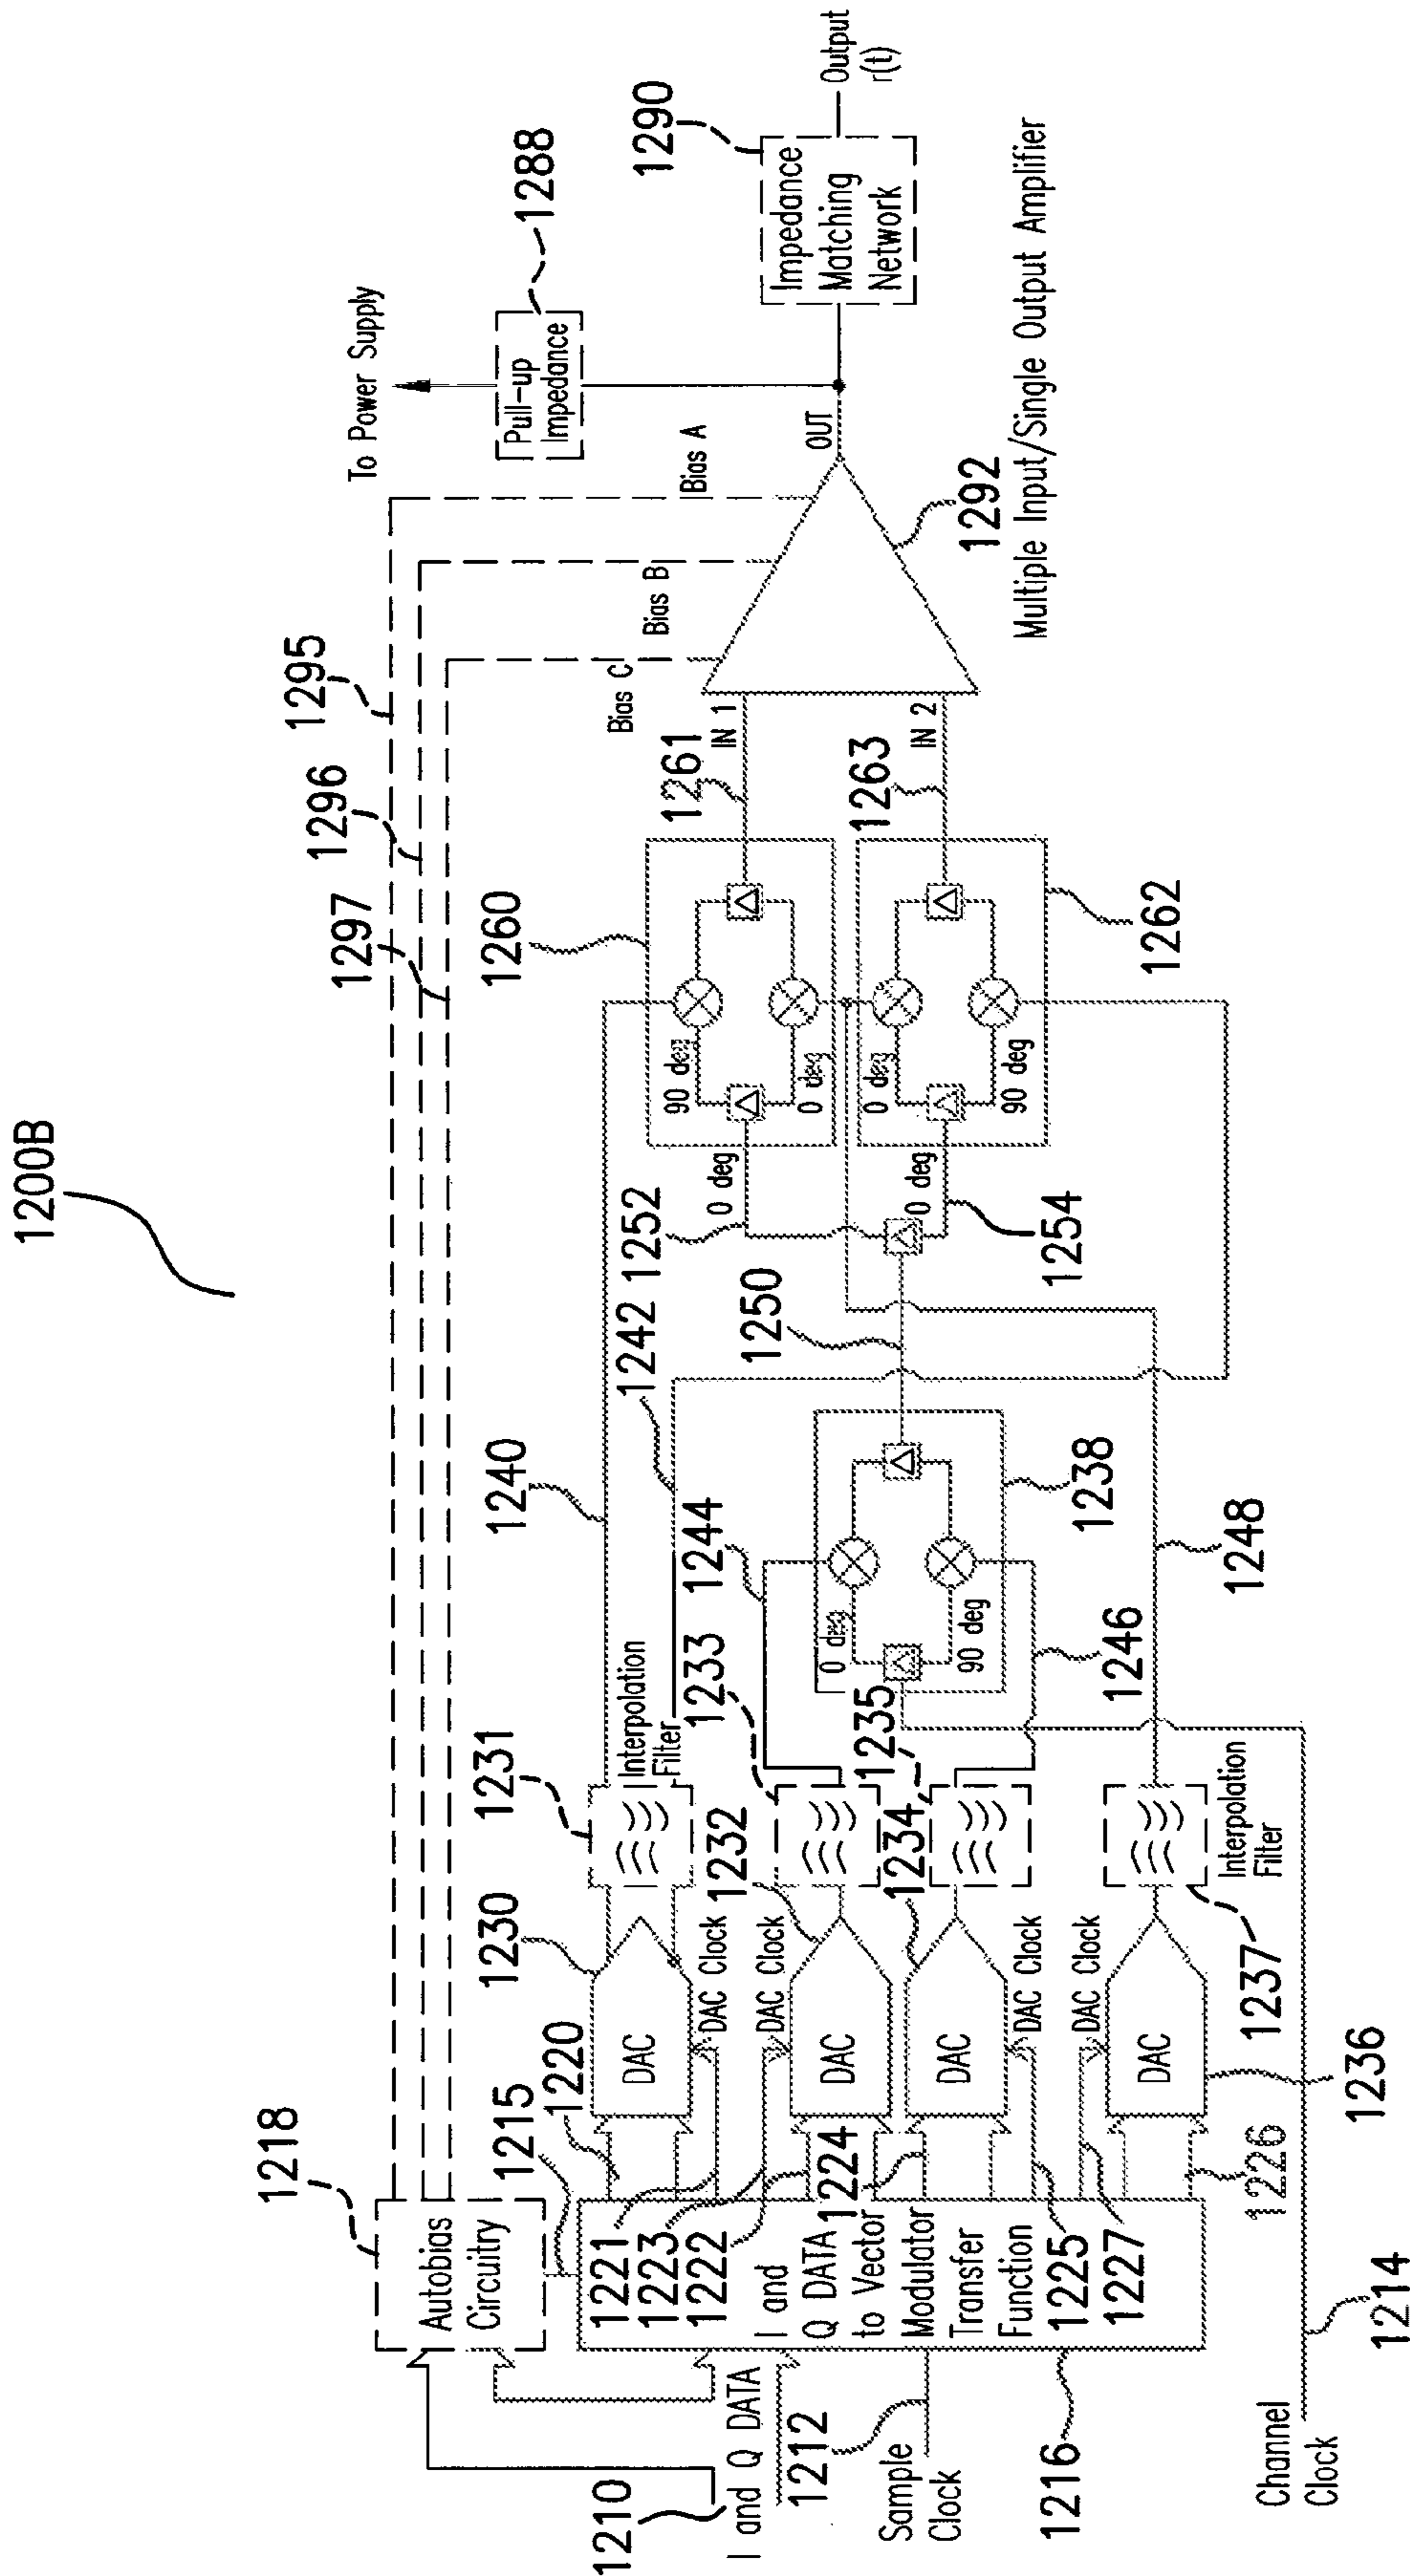 1200B
To Power Supply
1288
Pull-up
Impedance
1290
Impedance
Matching
Network
Output
r(t)
OUT
1292
Multiple Input/Single Output Amplifier
Bias A
Bias B
Bias C
1295
1296
1297
IN 1
IN 2
1261
1263
1260
1262
90 deg
0 deg
0 deg
90 deg
0 deg
0 deg
1252
1254
1250
1240
1242
1244
1238
0 deg
90 deg
1246
1248
1231
Interpolation
Filter
1233
1235
Interpolation
Filter
1237
1230
1232
1234
1236
DAC
DAC
DAC
DAC
DAC Clock
DAC Clock
DAC Clock
DAC Clock
1218
Autobias
Circuitry
1215
1220
1221
1223
1222
1224
1225
1227
1226
I and
Q DATA
to Vector
Modulator
Transfer
Function
1210
I and Q DATA
1212
Sample
Clock
1216
Channel
Clock
1214